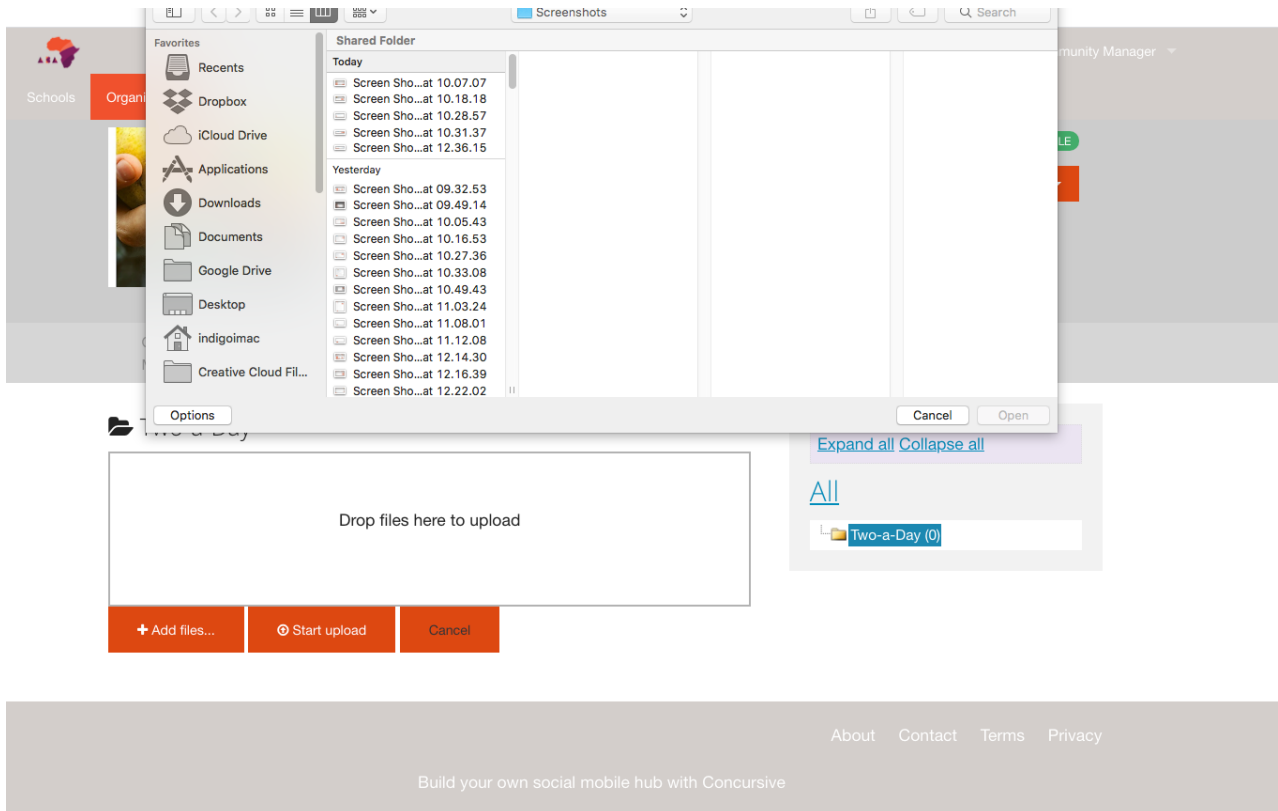 Screenshots
Search
Favorites
Recents
Dropbox
iCloud Drive
Applications
Downloads
Documents
Google Drive
Desktop
indigoimac
Creative Cloud Fil...
Shared Folder
Today
Screen Sho...at 10.07.07
Screen Sho...at 10.18.18
Screen Sho...at 10.28.57
Screen Sho...at 10.31.37
Screen Sho...at 12.36.15
Yesterday
Screen Sho...at 09.32.53
Screen Sho...at 09.49.14
Screen Sho...at 10.05.43
Screen Sho...at 10.16.53
Screen Sho...at 10.27.36
Screen Sho...at 10.33.08
Screen Sho...at 10.49.43
Screen Sho...at 11.03.24
Screen Sho...at 11.08.01
Screen Sho...at 11.12.08
Screen Sho...at 12.14.30
Screen Sho...at 12.16.39
Screen Sho...at 12.22.02
Options
Cancel
Open
ASA
munity Manager
Schools
Organi
LE
Two-a-Day
Drop files here to upload
Add files...
Start upload
Cancel
Expand all Collapse all
All
Two-a-Day (0)
About Contact Terms Privacy
Build your own social mobile hub with Concursive